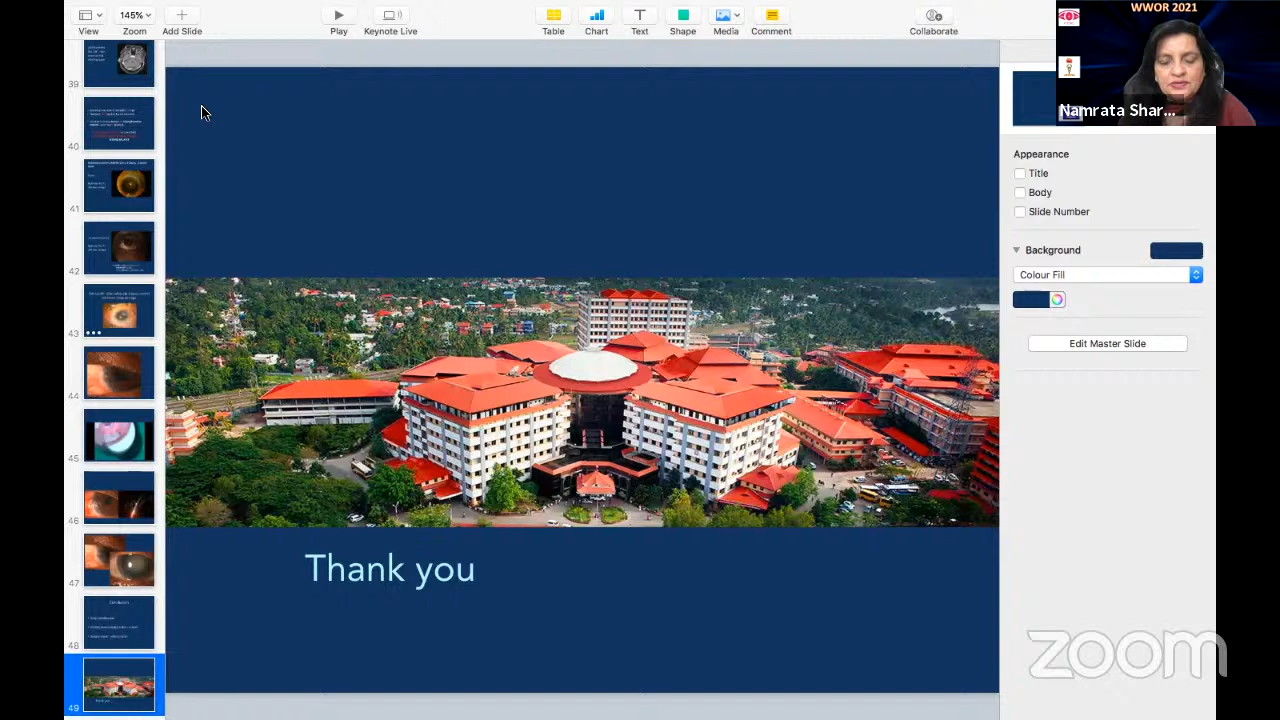 145%
View
Zoom
Add Slide
Play
Keynote Live
Table
Chart
Text
Shape
Media
Comment
Collaborate
WWOR 2021
Namrata Shar...
39
40
41
42
43
44
45
46
47
48
49
Thank you
Appearance
Title
Body
Slide Number
Background
Colour Fill
Edit Master Slide
zoom